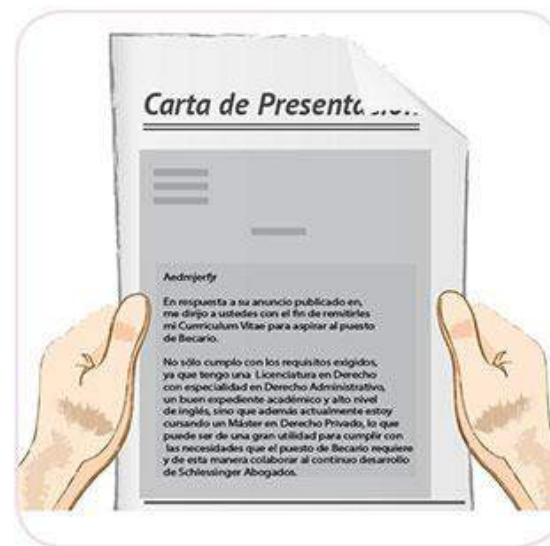 Carta de Presentación
Aedmjerfjr
En respuesta a su anuncio publicado en,
me dirijo a ustedes con el fin de remitirles
mi Curriculum Vitae para aspirar al puesto
de Becario.
No sólo cumplo con los requisitos exigidos,
ya que tengo una Licenciatura en Derecho
con especialidad en Derecho Administrativo,
un buen expediente académico y alto nivel
de inglés, sino que además actualmente estoy
cursando un Máster en Derecho Privado, lo que
puede ser de una gran utilidad para cumplir con
las necesidades que el puesto de Becario requiere
y de esta manera colaborar al continuo desarrollo
de Schlessinger Abogados.